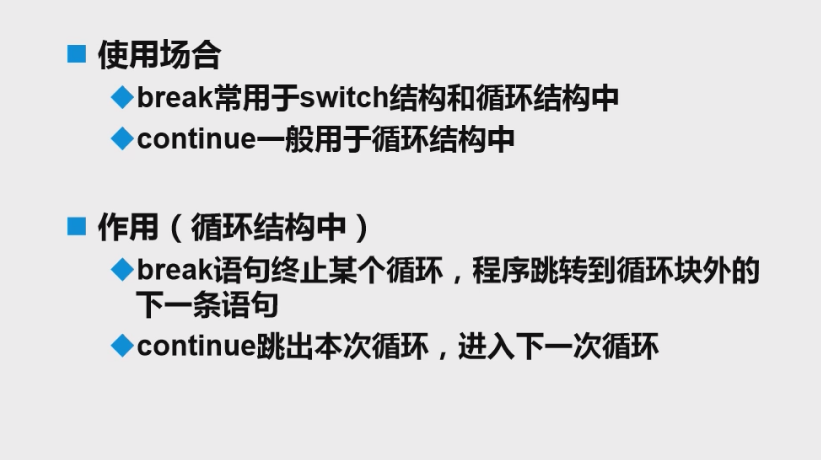 使用场合
break常用于switch结构和循环结构中
continue一般用于循环结构中
作用（循环结构中）
break语句终止某个循环，程序跳转到循环块外的
下一条语句
continue跳出本次循环，进入下一次循环